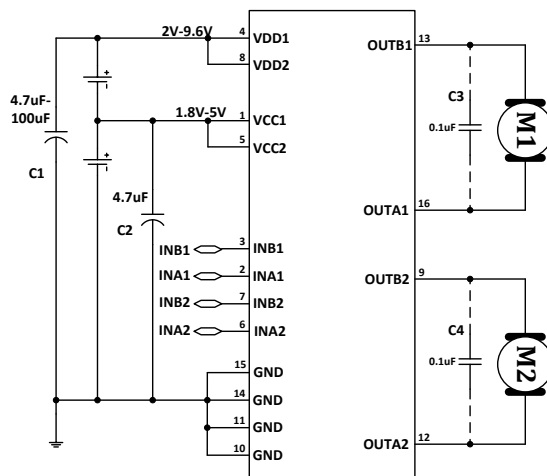 2V-9.6V
4
VDD1
8
VDD2
4.7uF-
100uF
C1
1.8V-5V
1
VCC1
5
VCC2
4.7uF
C2
INB1
3
INB1
INA1
2
INA1
INB2
7
INB2
INA2
6
INA2
15
GND
14
GND
11
GND
10
GND
OUTB1
13
C3
0.1uF
M1
OUTA1
16
OUTB2
9
C4
0.1uF
M2
OUTA2
12